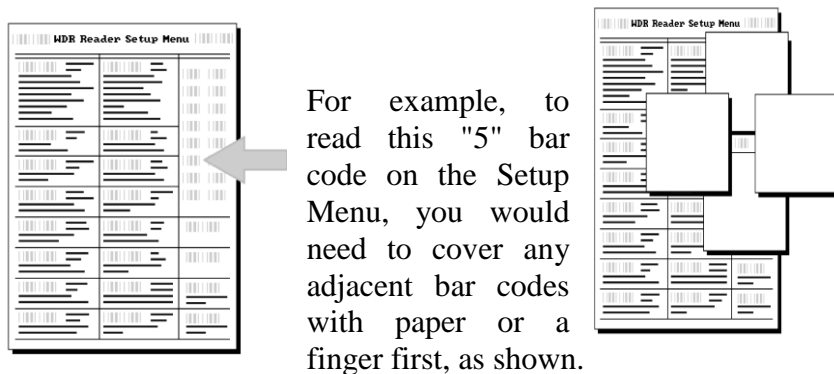 WDR Reader Setup Menu
For example, to
read this "5" bar
code on the Setup
Menu, you would
need to cover any
adjacent bar codes
with paper or a
finger first, as shown.
WDR Reader Setup Menu